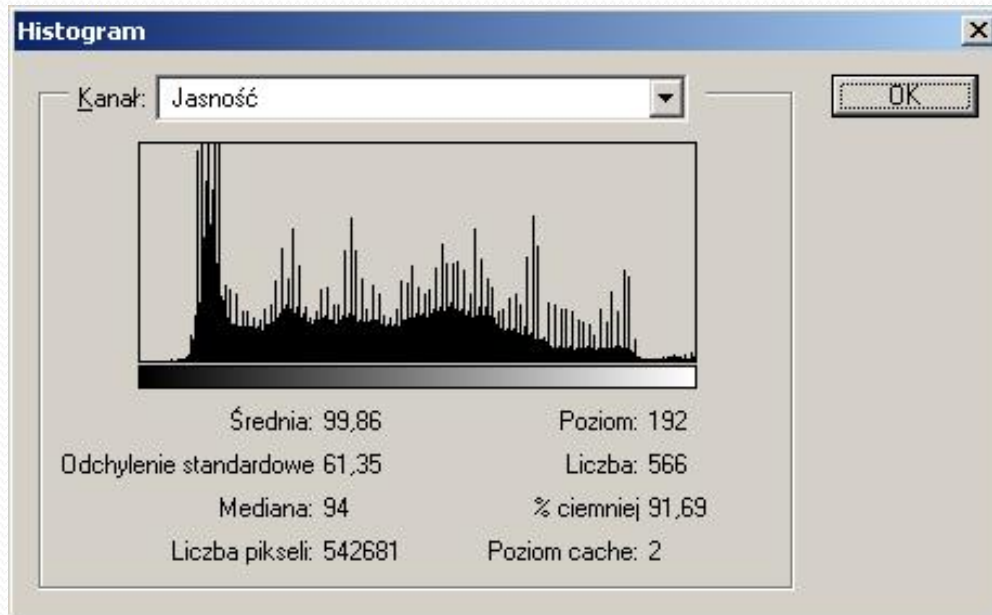 Histogram
Kanał: Jasność
OK
Średnia: 99,86
Poziom: 192
Odchylenie standardowe 61,35
Liczba: 566
Mediana: 94
% ciemniej 91,69
Liczba pikseli: 542681
Poziom cache: 2